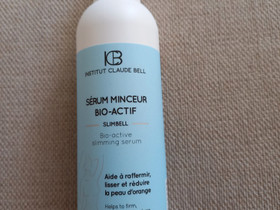 ICB
INSTITUT CLAUDE BELL
SÉRUM MINCEUR
BIO-ACTIF
SLIMBELL
Bio-active
slimming serum
Aide à raffermir,
lisser et réduire
la peau d'orange
Helps to firm,